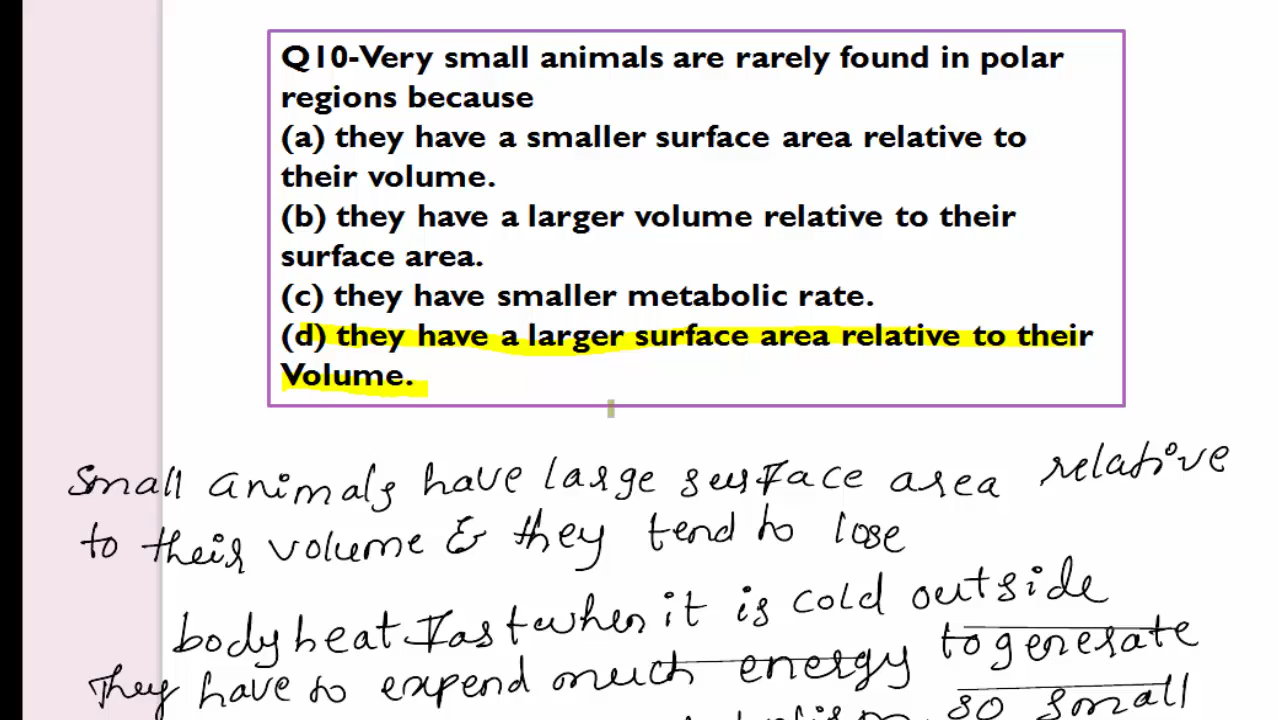 Q10-Very small animals are rarely found in polar
regions because
(a) they have a smaller surface area relative to
their volume.
(b) they have a larger volume relative to their
surface area.
(c) they have smaller metabolic rate.
(d) they have a larger surface area relative to their
Volume.
Small animals have large surface area relative
to their volume & they tend to lose
body heat fast when it is cold outside
They have to expend much energy to generate
so small